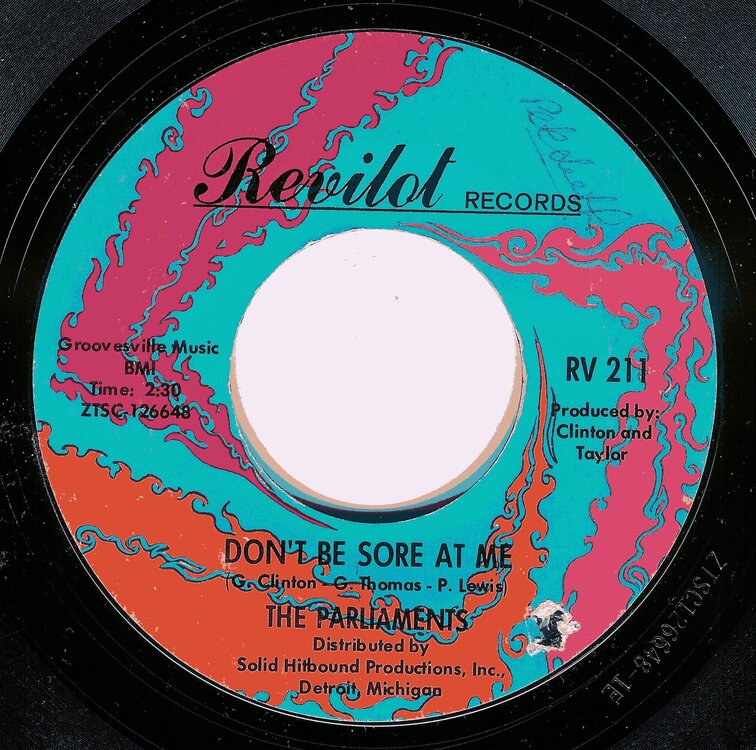 Revilot RECORDS
Groovesville Music
BMI
Time: 2:30
ZTSC-126648
RV 211
Produced by:
Clinton and
Taylor
DON'T BE SORE AT ME
(G. Clinton - G. Thomas - P. Lewis)
THE PARLIAMENTS
Distributed by
Solid Hitbound Productions, Inc.,
Detroit, Michigan
ZTSC126648-1E